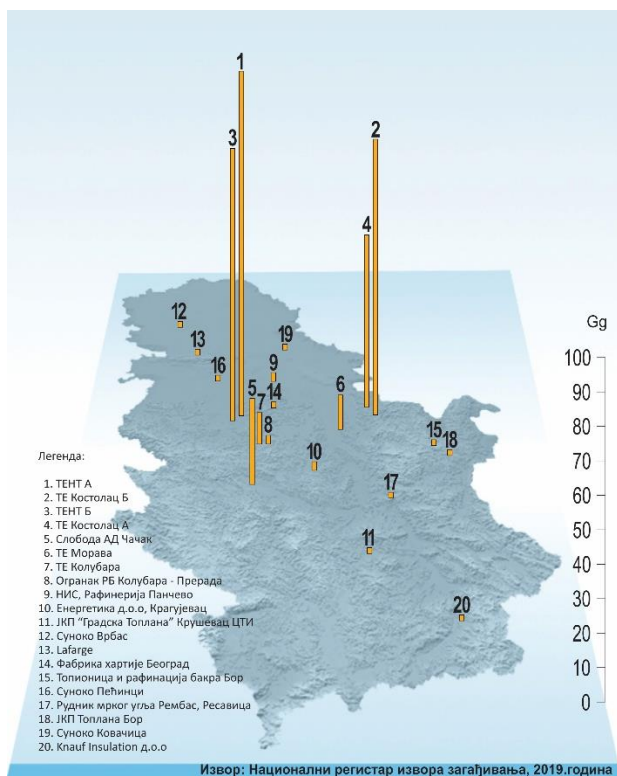 1
3
2
4
12
13
19
16
9
5
14
7
6
8
15
18
10
17
11
20
Gg
100
90
80
70
60
50
40
30
20
10
0
Легенда:
1. ТЕНТ А
2. ТЕ Костолац Б
3. ТЕНТ Б
4. ТЕ Костолац А
5. Слобода АД Чачак
6. ТЕ Морава
7. ТЕ Колубара
8. Огранак РБ Колубара - Прерада
9. НИС, Рафинерија Панчево
10. Енергетика д.о.о, Крагујевац
11. ЈКП “Градска Топлана” Крушевац ЦТИ
12. Суноко Врбас
13. Lafarge
14. Фабрика хартије Београд
15. Топионица и рафинација бакра Бор
16. Суноко Пећинци
17. Рудник мрког угља Рембас, Ресавица
18. ЈКП Топлана Бор
19. Суноко Ковачица
20. Knauf Insulation д.о.о
Извор: Национални регистар извора загађивања, 2019.година